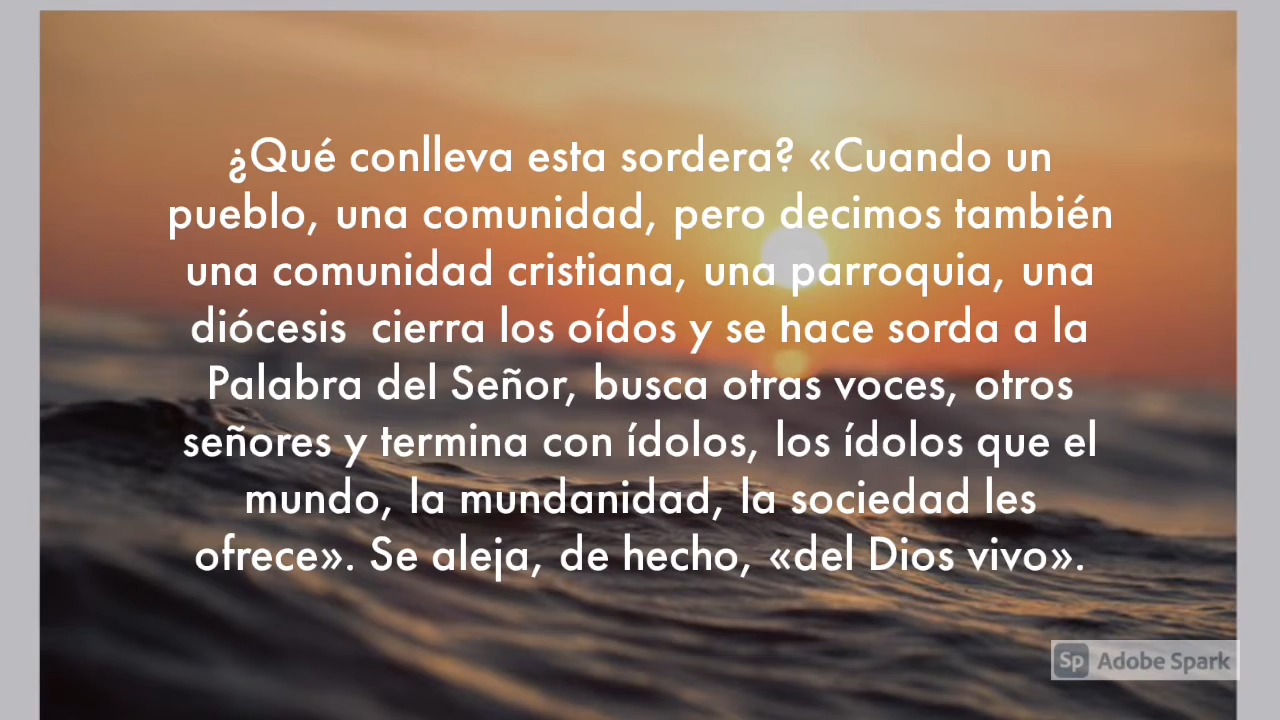 ¿Qué conlleva esta sordera? «Cuando un
pueblo, una comunidad, pero decimos también
una comunidad cristiana, una parroquia, una
diócesis  cierra los oídos y se hace sorda a la
Palabra del Señor, busca otras voces, otros
señores y termina con ídolos, los ídolos que el
mundo, la mundanidad, la sociedad les
ofrece». Se aleja, de hecho, «del Dios vivo».
Sp Adobe Spark